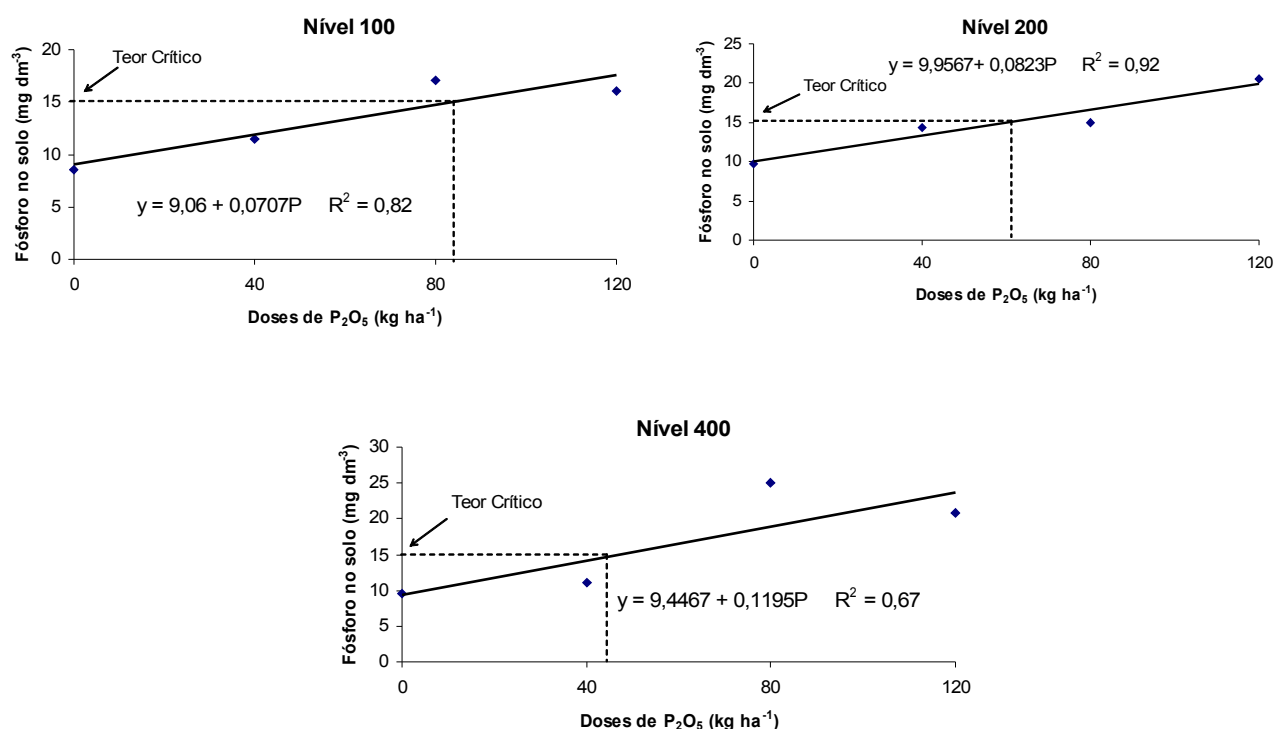 Nível 100
Fósforo no solo (mg dm⁻³)
20
15
10
5
0
Teor Crítico
y = 9,06 + 0,0707P R² = 0,82
0 40 80 120
Doses de P₂O₅ (kg ha⁻¹)
Nível 200
Fósforo no solo (mg dm⁻³)
25
20
15
10
5
0
y = 9,9567+ 0,0823P R² = 0,92
Teor Crítico
0 40 80 120
Doses de P₂O₅ (kg ha⁻¹)
Nível 400
Fósforo no solo (mg dm⁻³)
30
25
20
15
10
5
0
Teor Crítico
y = 9,4467 + 0,1195P R² = 0,67
0 40 80 120
Doses de P₂O₅ (kg ha⁻¹)